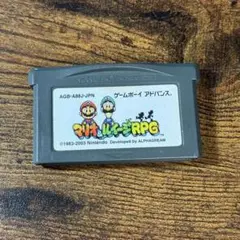 AGB-A88J-JPN ゲームボーイ アドバンス
マリオ&ルイージRPG
©1983-2003 Nintendo Developed by ALPHADREAM